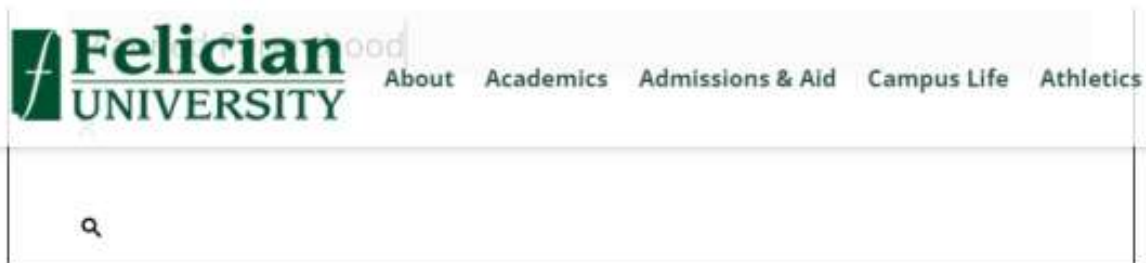 Felician
UNIVERSITY
About Academics Admissions & Aid Campus Life Athletics